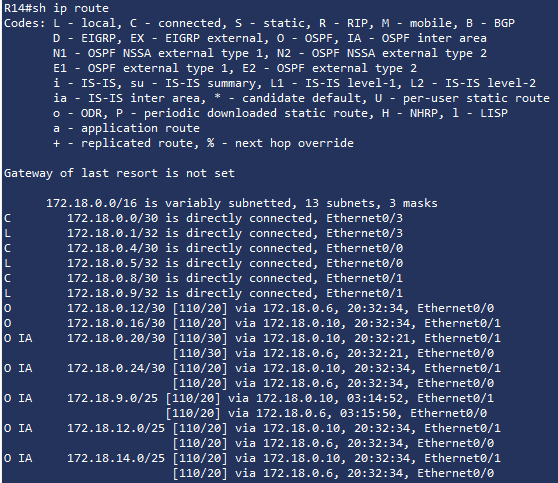 R14#sh ip route
Codes: L - local, C - connected, S - static, R - RIP, M - mobile, B - BGP
       D - EIGRP, EX - EIGRP external, O - OSPF, IA - OSPF inter area
       N1 - OSPF NSSA external type 1, N2 - OSPF NSSA external type 2
       E1 - OSPF external type 1, E2 - OSPF external type 2
       i - IS-IS, su - IS-IS summary, L1 - IS-IS level-1, L2 - IS-IS level-2
       ia - IS-IS inter area, * - candidate default, U - per-user static route
       o - ODR, P - periodic downloaded static route, H - NHRP, l - LISP
       a - application route
       + - replicated route, % - next hop override

Gateway of last resort is not set

      172.18.0.0/16 is variably subnetted, 13 subnets, 3 masks
C        172.18.0.0/30 is directly connected, Ethernet0/3
L        172.18.0.1/32 is directly connected, Ethernet0/3
C        172.18.0.4/30 is directly connected, Ethernet0/0
L        172.18.0.5/32 is directly connected, Ethernet0/0
C        172.18.0.8/30 is directly connected, Ethernet0/1
L        172.18.0.9/32 is directly connected, Ethernet0/1
O        172.18.0.12/30 [110/20] via 172.18.0.6, 20:32:34, Ethernet0/0
O        172.18.0.16/30 [110/20] via 172.18.0.10, 20:32:34, Ethernet0/1
O IA     172.18.0.20/30 [110/30] via 172.18.0.10, 20:32:21, Ethernet0/1
                        [110/30] via 172.18.0.6, 20:32:21, Ethernet0/0
O IA     172.18.0.24/30 [110/20] via 172.18.0.10, 20:32:34, Ethernet0/1
                        [110/20] via 172.18.0.6, 20:32:34, Ethernet0/0
O IA     172.18.9.0/25 [110/20] via 172.18.0.10, 03:14:52, Ethernet0/1
                       [110/20] via 172.18.0.6, 03:15:50, Ethernet0/0
O IA     172.18.12.0/25 [110/20] via 172.18.0.10, 20:32:34, Ethernet0/1
                        [110/20] via 172.18.0.6, 20:32:34, Ethernet0/0
O IA     172.18.14.0/25 [110/20] via 172.18.0.10, 20:32:34, Ethernet0/1
                        [110/20] via 172.18.0.6, 20:32:34, Ethernet0/0